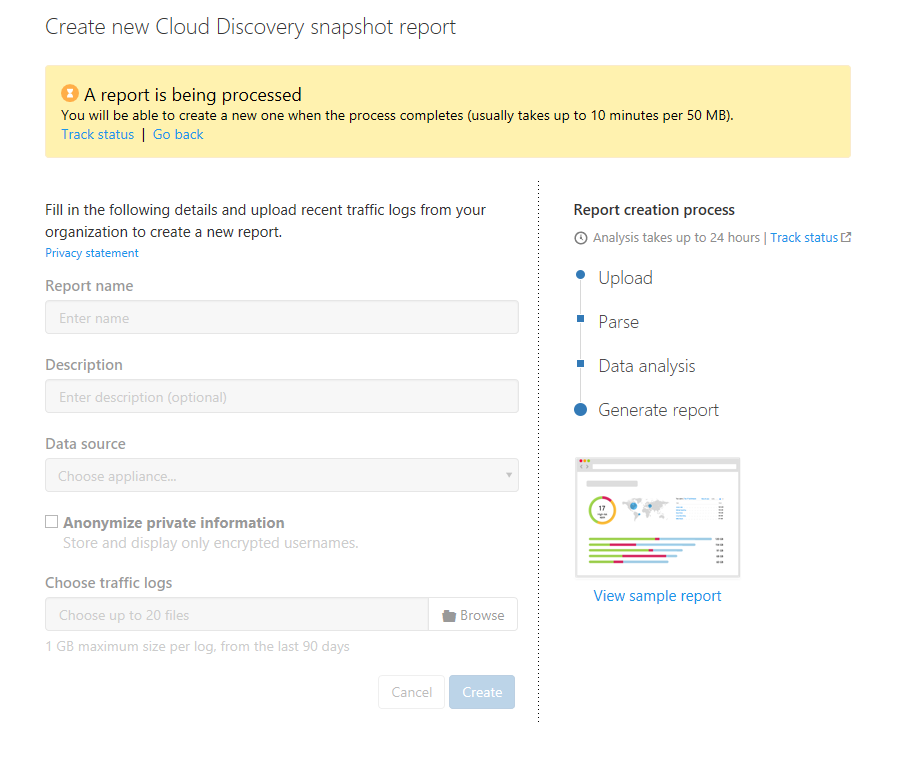 Create new Cloud Discovery snapshot report
A report is being processed
You will be able to create a new one when the process completes (usually takes up to 10 minutes per 50 MB).
Track status | Go back
Fill in the following details and upload recent traffic logs from your
organization to create a new report.
Privacy statement
Report name
Enter name
Description
Enter description (optional)
Data source
Choose appliance...
Anonymize private information
Store and display only encrypted usernames.
Choose traffic logs
Choose up to 20 files
Browse
1 GB maximum size per log, from the last 90 days
Cancel
Create
Report creation process
Analysis takes up to 24 hours | Track status
Upload
Parse
Data analysis
Generate report
17
View sample report